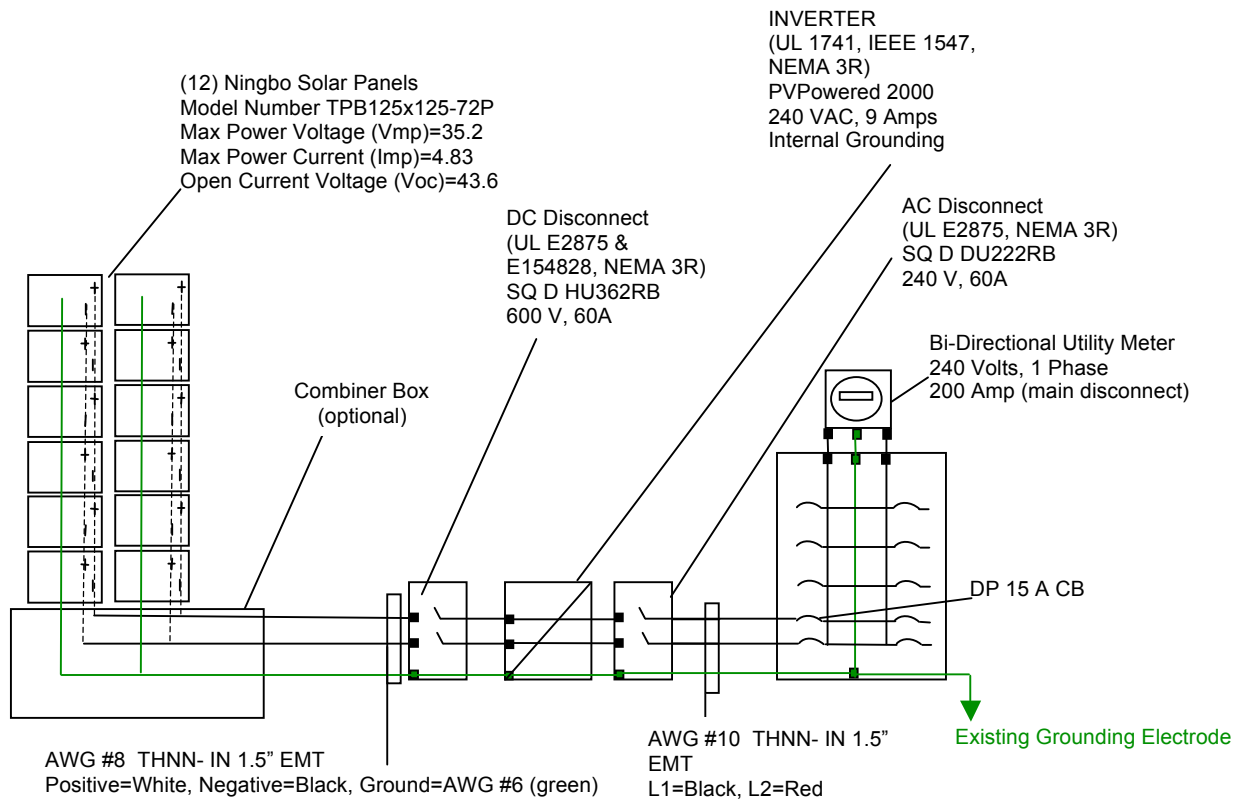 INVERTER
(UL 1741, IEEE 1547,
NEMA 3R)
PVPowered 2000
240 VAC, 9 Amps
Internal Grounding
(12) Ningbo Solar Panels
Model Number TPB125x125-72P
Max Power Voltage (Vmp)=35.2
Max Power Current (Imp)=4.83
Open Current Voltage (Voc)=43.6
DC Disconnect
(UL E2875 &
E154828, NEMA 3R)
SQ D HU362RB
600 V, 60A
AC Disconnect
(UL E2875, NEMA 3R)
SQ D DU222RB
240 V, 60A
Bi-Directional Utility Meter
240 Volts, 1 Phase
200 Amp (main disconnect)
Combiner Box
(optional)
DP 15 A CB
Existing Grounding Electrode
AWG #8 THNN- IN 1.5” EMT
Positive=White, Negative=Black, Ground=AWG #6 (green)
AWG #10 THNN- IN 1.5”
EMT
L1=Black, L2=Red